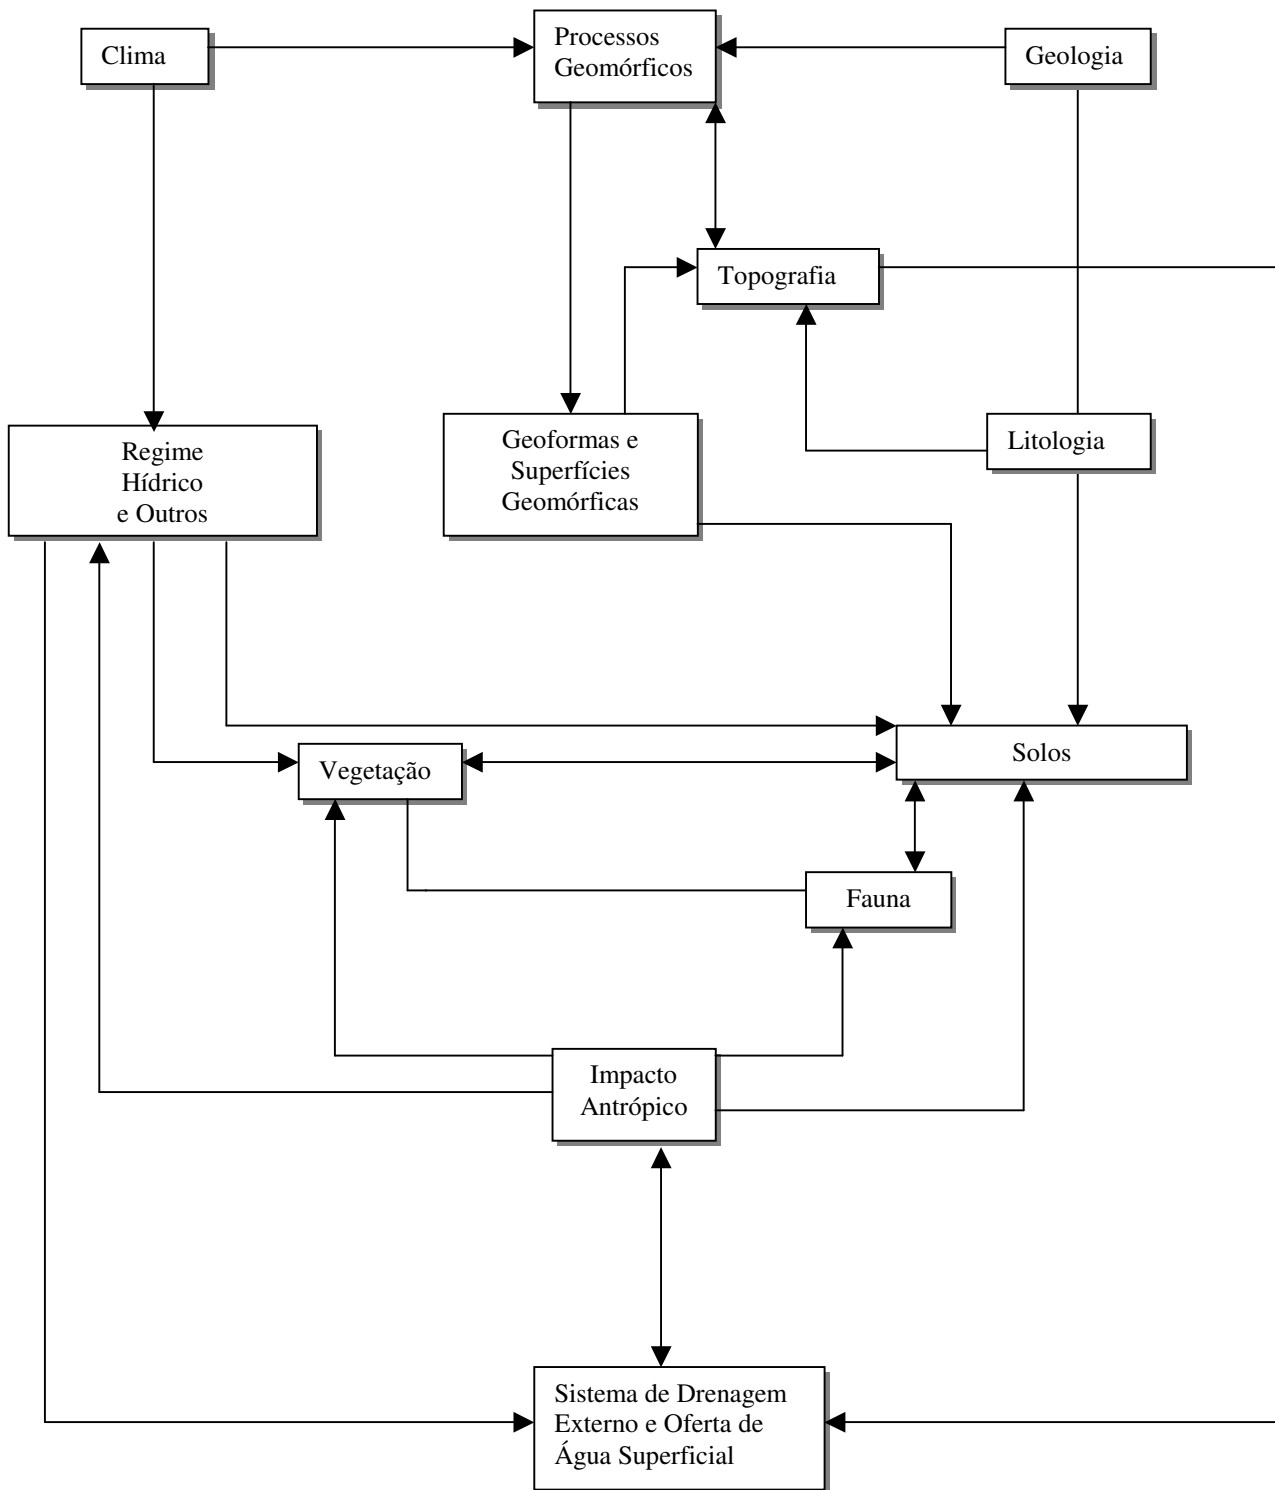 Clima
Processos
Geomórficos
Geologia
Topografia
Regime
Hídrico
e Outros
Geoformas e
Superfícies
Geomórficas
Litologia
Solos
Vegetação
Fauna
Impacto
Antrópico
Sistema de Drenagem
Externo e Oferta de
Água Superficial